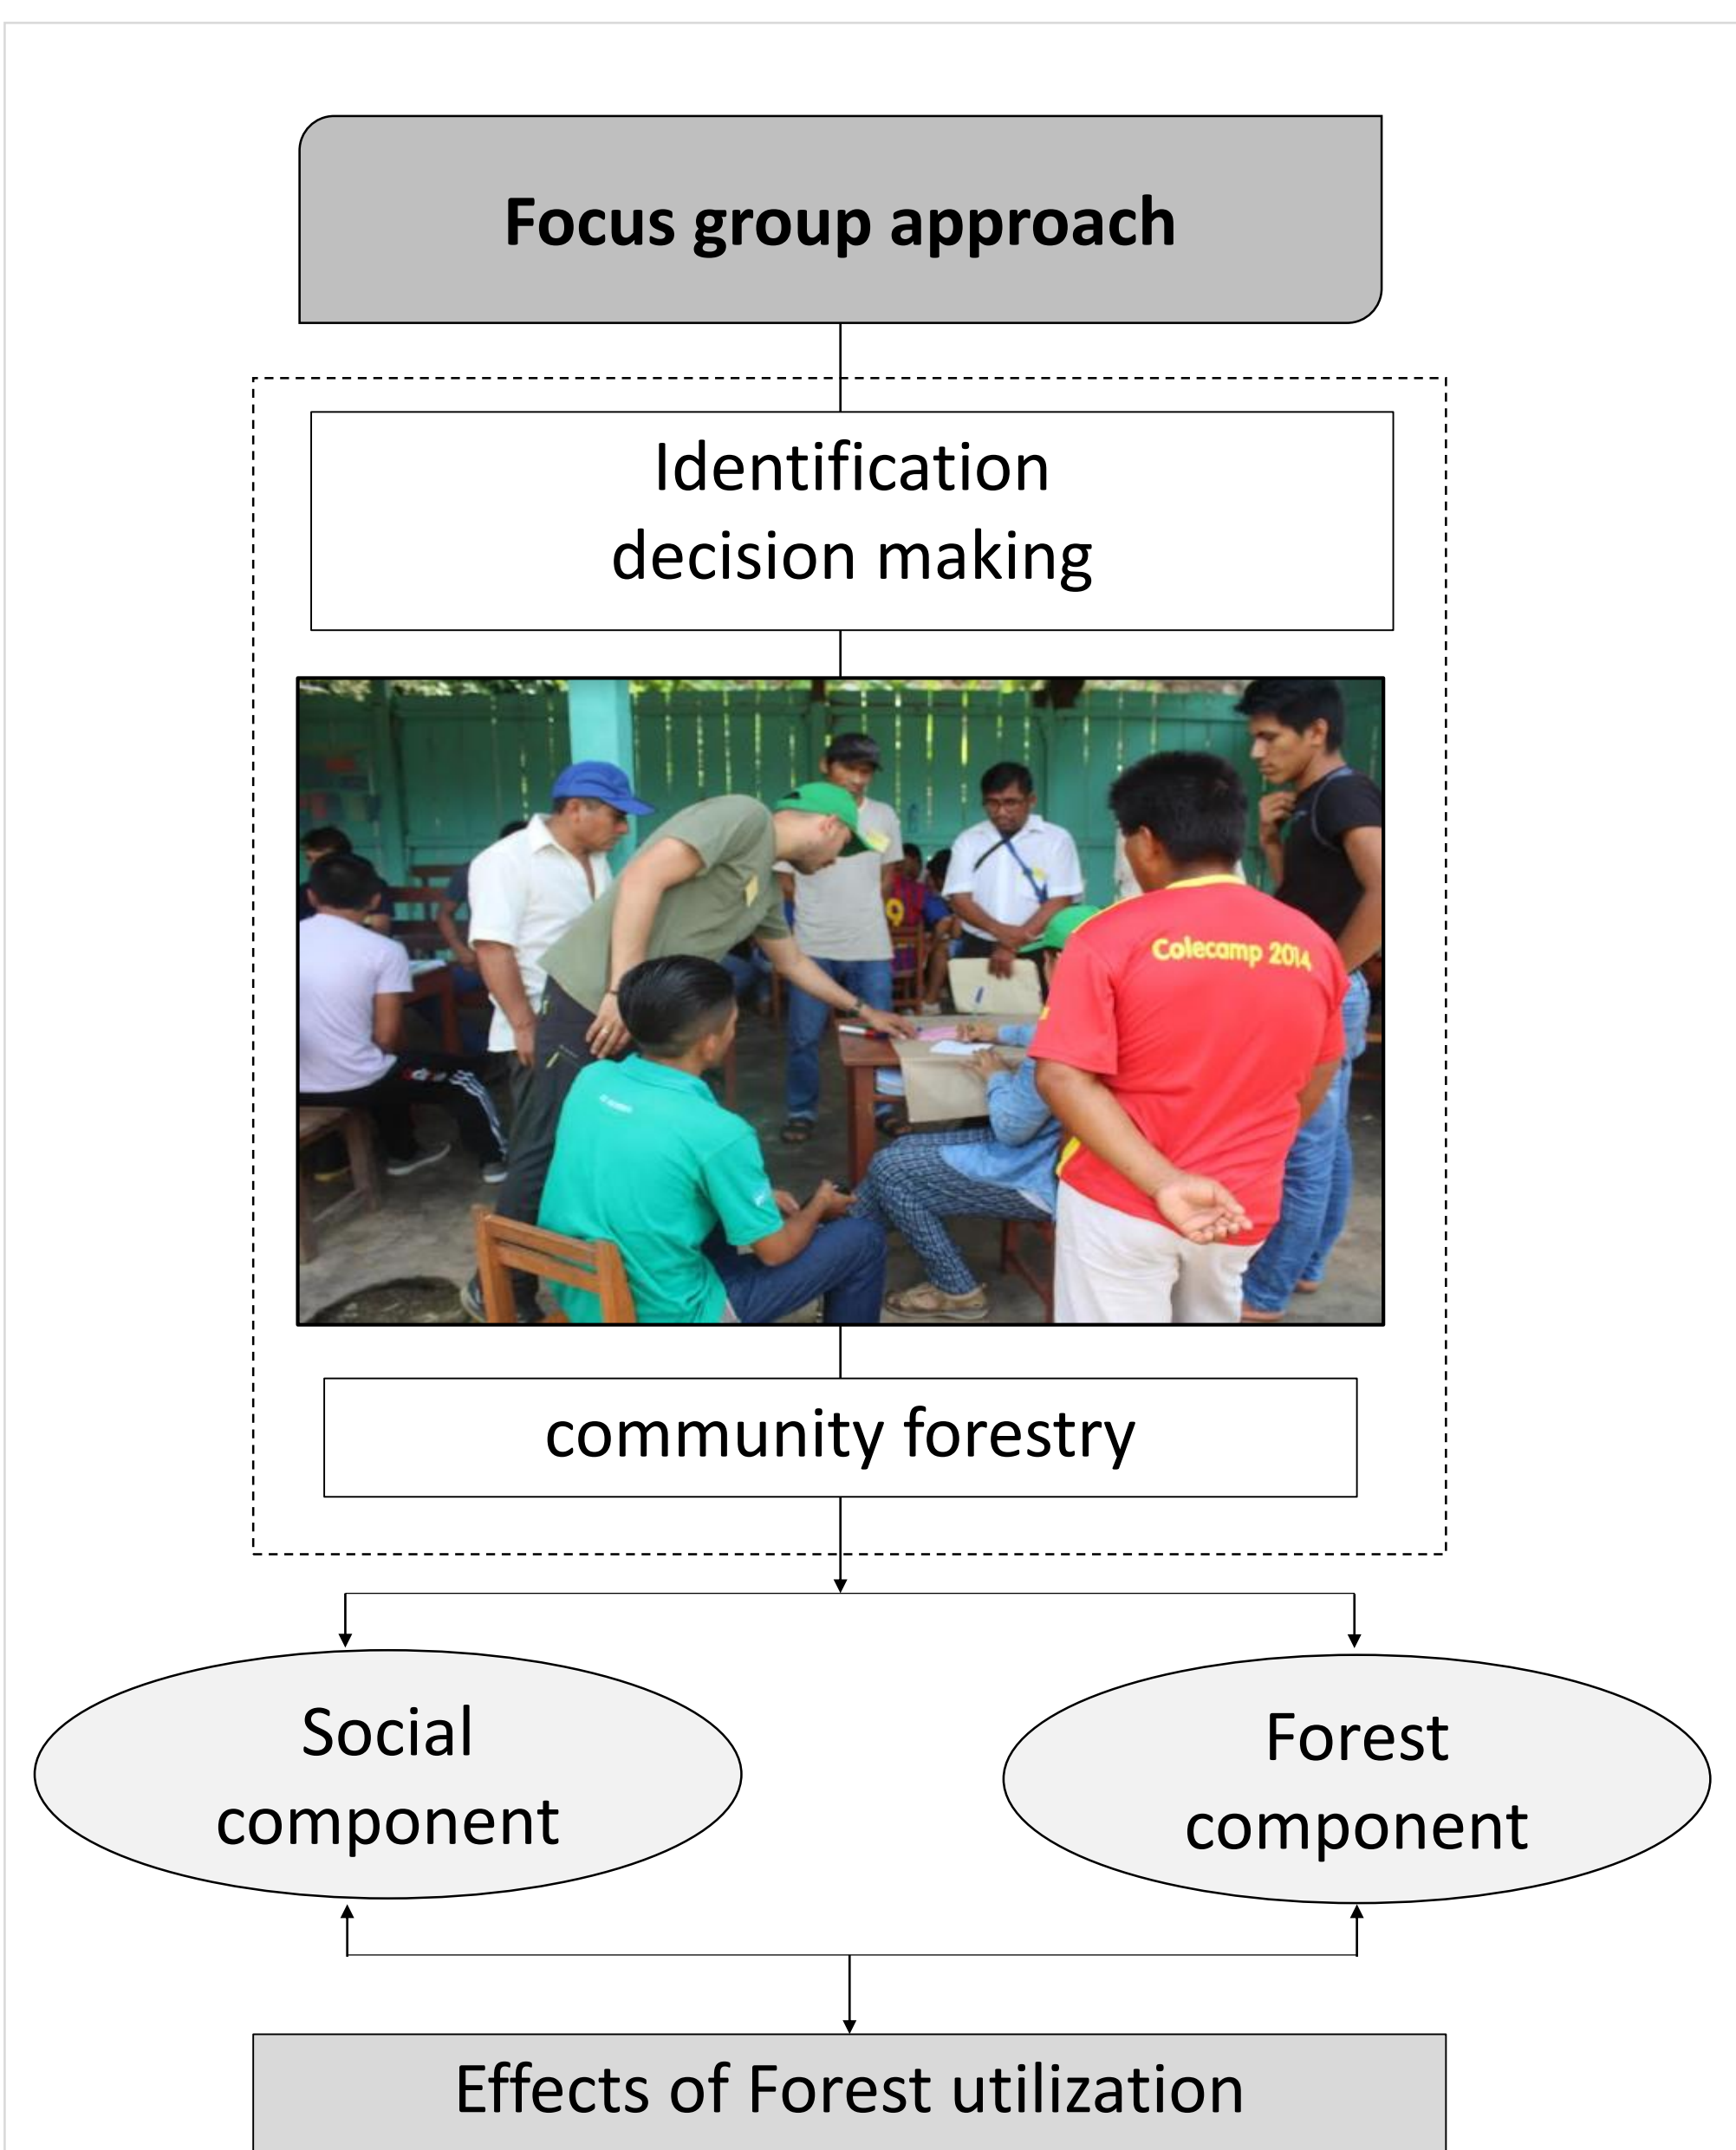 Focus group approach
Identification
decision making
Colecamp 2014
community forestry
Social
component
Forest
component
Effects of Forest utilization